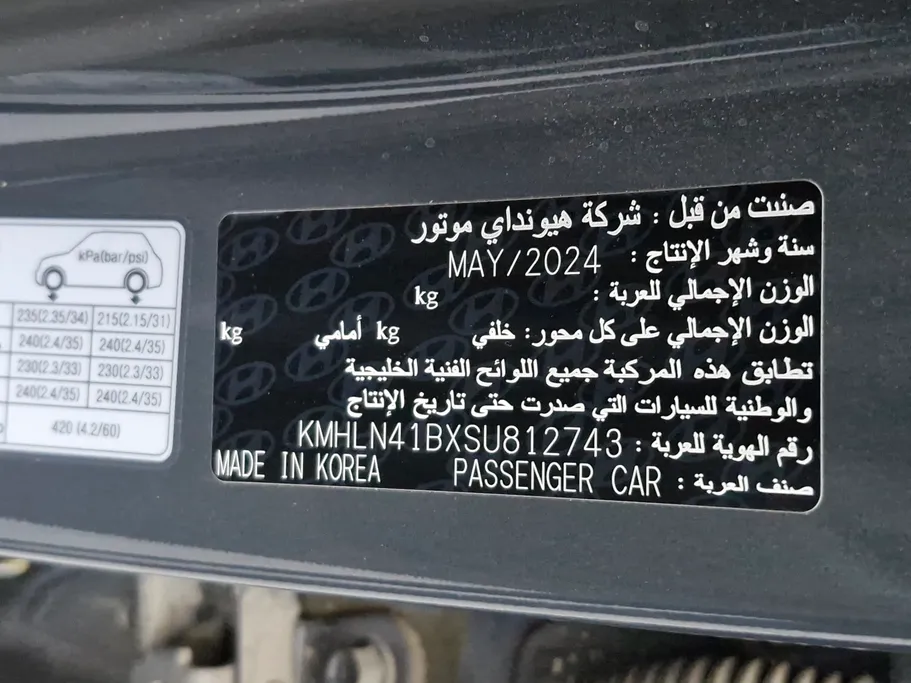 صنعت من قبل : شركة هيونداي موتور
سنة وشهر الإنتاج : MAY/2024
الوزن الإجمالي للعربة : kg
الوزن الإجمالي على كل محور: خلفي kg أمامي kg
تطابق هذه المركبة جميع اللوائح الفنية الخليجية
والوطنية للسيارات التي صدرت حتى تاريخ الإنتاج
رقم الهوية للعربة : KMHLN41BXSU812743
صنف العربة : PASSENGER CAR MADE IN KOREA
kPa(bar/psi)
235(2.35/34) 215(2.15/31)
240(2.4/35) 240(2.4/35)
230(2.3/33) 230(2.3/33)
240(2.4/35) 240(2.4/35)
420 (4.2/60)